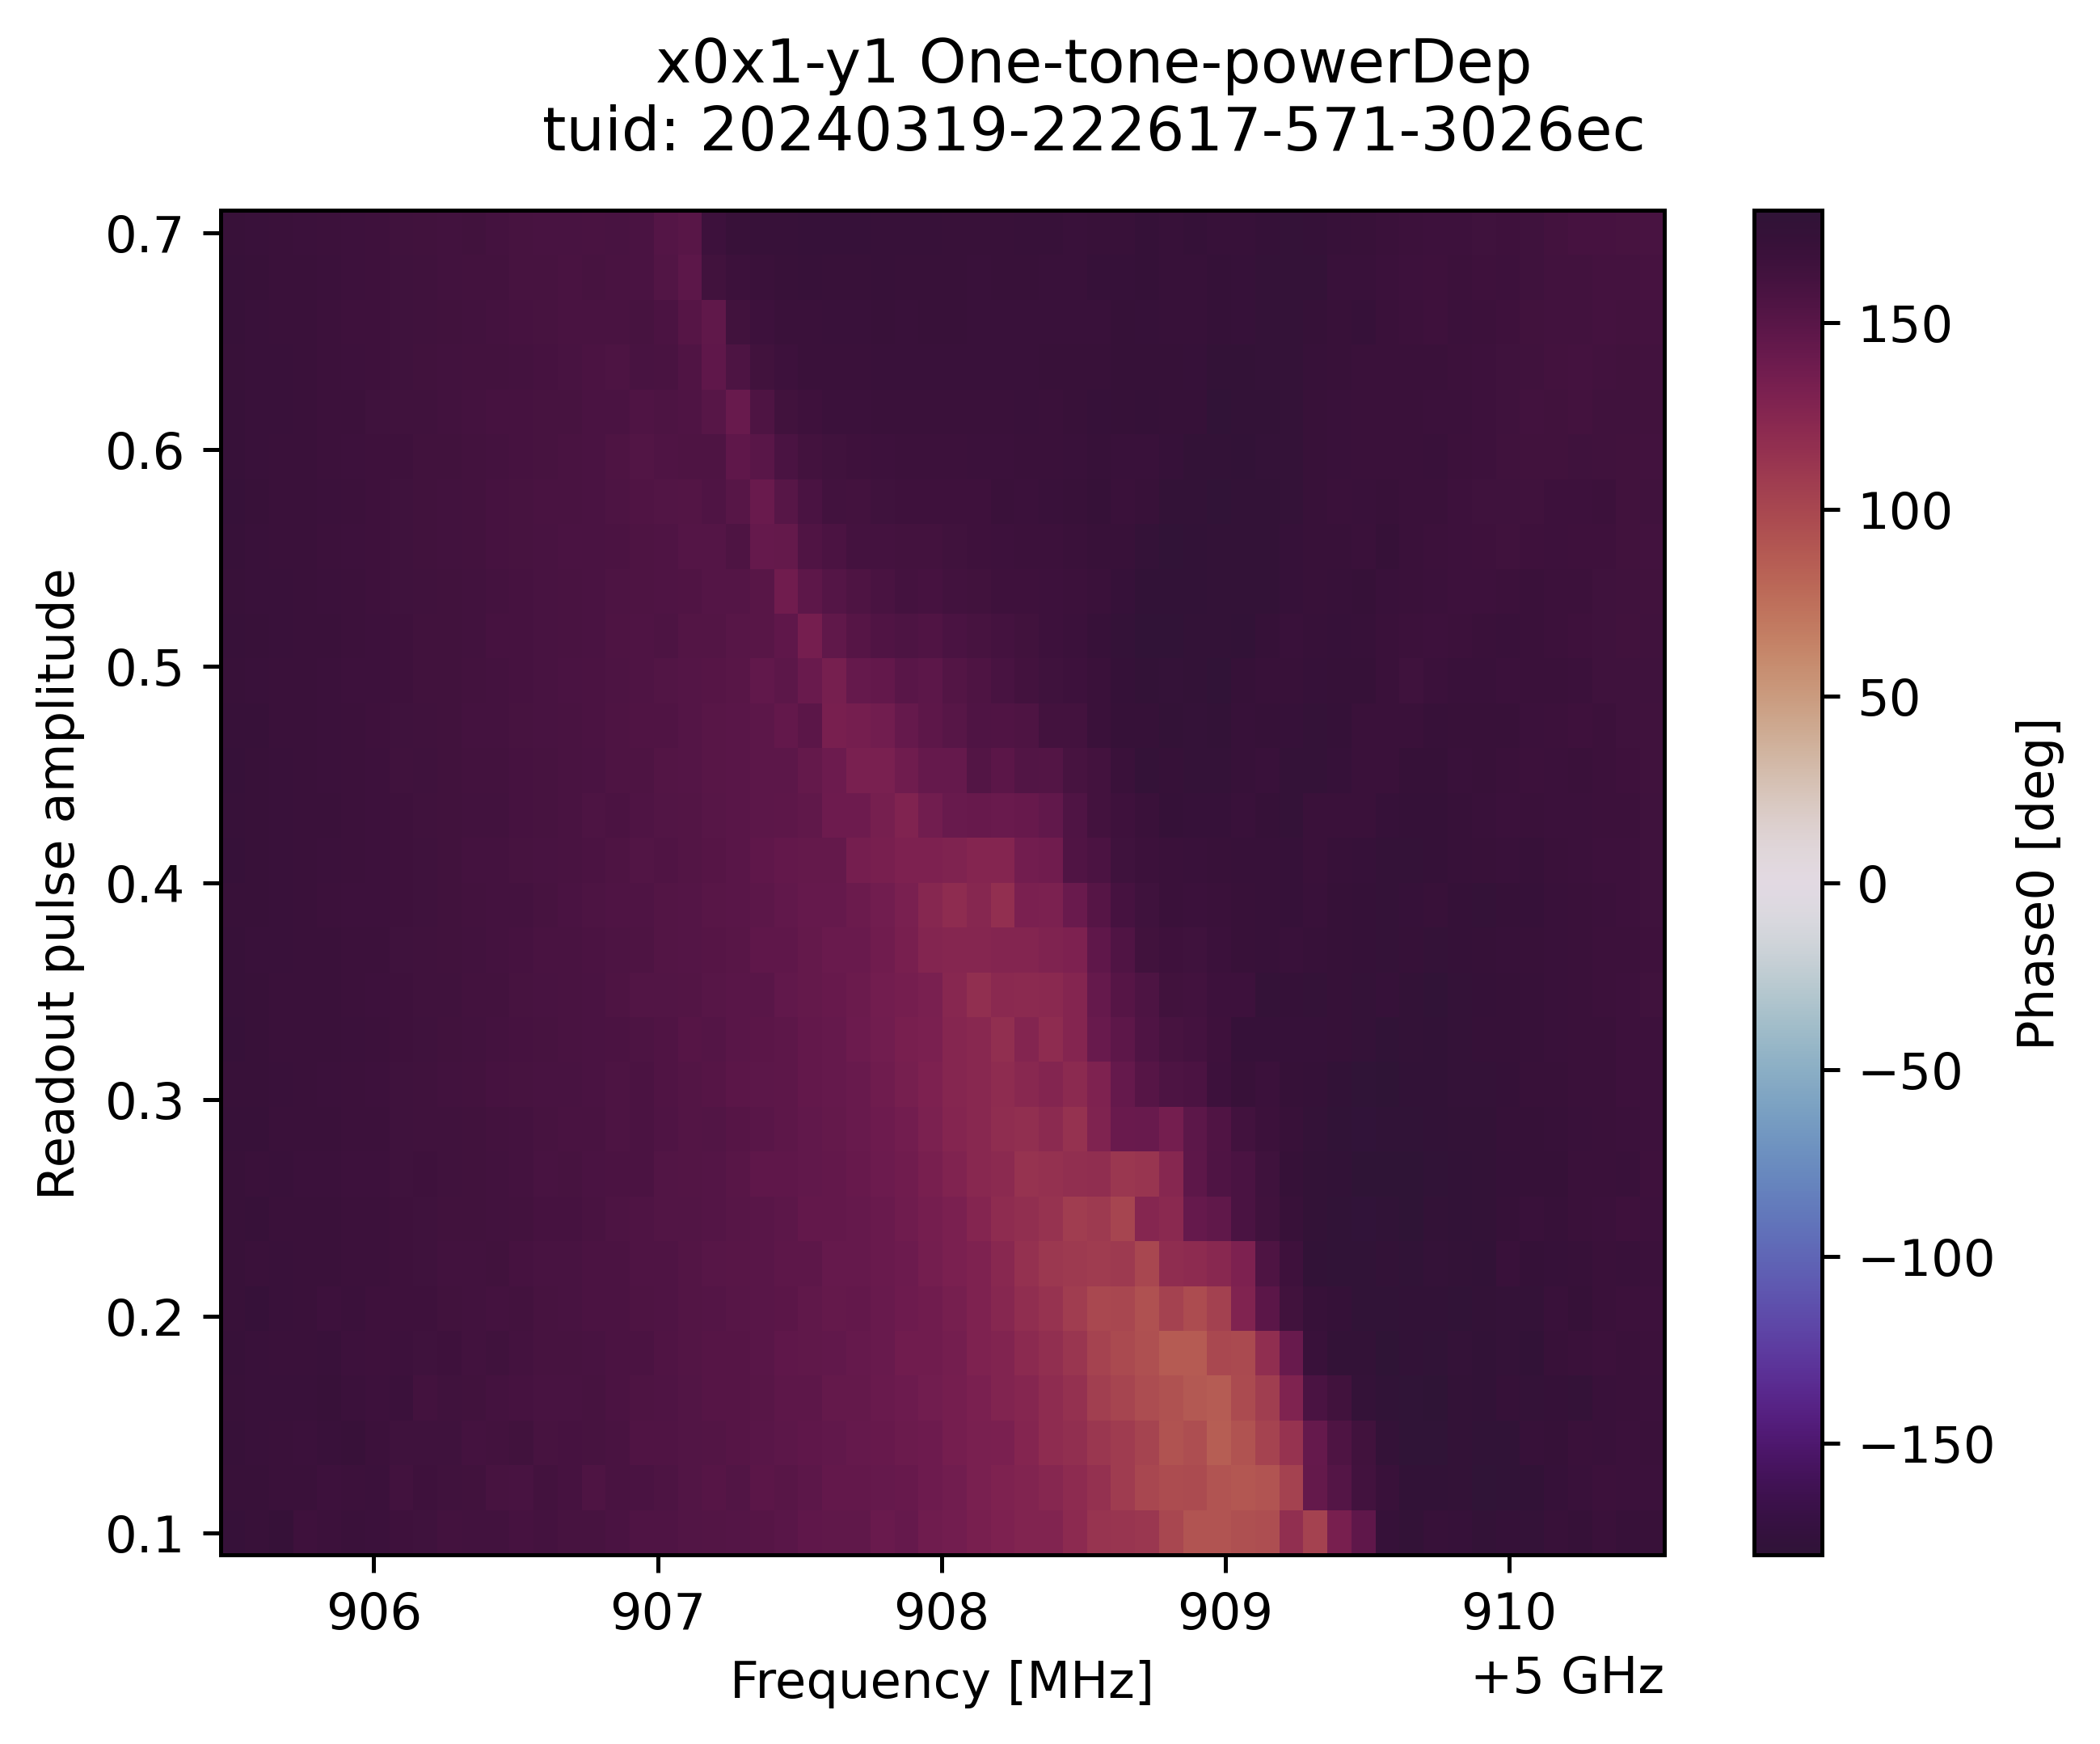 x0x1-y1 One-tone-powerDep
tuid: 20240319-222617-571-3026ec
Readout pulse amplitude
0.7
0.6
0.5
0.4
0.3
0.2
0.1
906 907 908 909 910
Frequency [MHz]
+5 GHz
150
100
50
0
−50
−100
−150
Phase0 [deg]